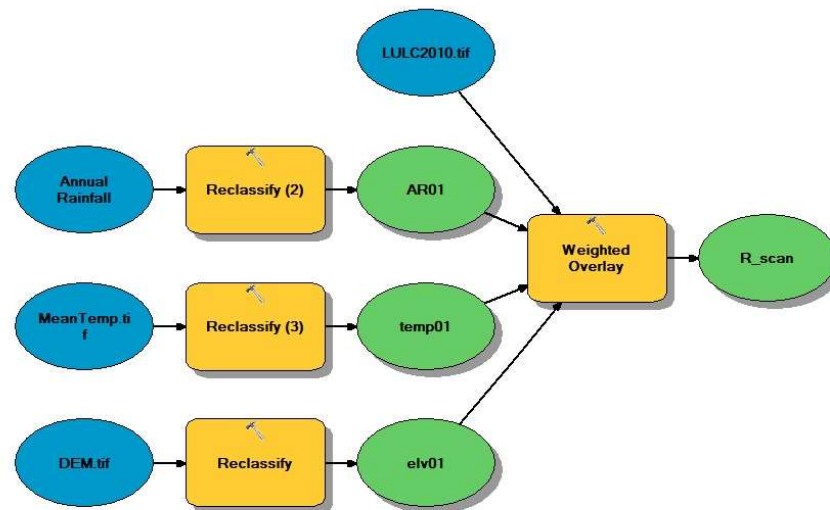 LULC2010.tif
Annual
Rainfall
Reclassify (2)
AR01
Weighted
Overlay
R_scan
MeanTemp.ti
f
Reclassify (3)
temp01
DEM.tif
Reclassify
elv01